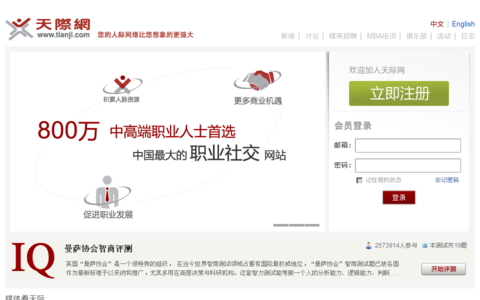 天際網
www.tianji.com
您的人际网络比您想象的更强大
中文 | English
新闻 | 讨论 | 精英招聘 | MBA培训 | 俱乐部 | 活动 | 日志
积累人脉资源
更多商业机遇
800万 中高端职业人士首选
中国最大的 职业社交 网站
促进职业发展
欢迎加入天际网
立即注册
会员登录
邮箱:
密码:
记住我的状态 忘记密码
登录
IQ
曼萨协会智商评测
2573914人参与 本测试共19题
英国“曼萨协会”是一个很特殊的组织，在当今世界智商测试领域占据有国际最权威地位，“曼萨协会”智商测试题已被各国
作为最新标准予以采纳和推广，尤其多用在高层决策与科研机构。这套智力测试能考察一个人的分析能力、逻辑能力、判断
开始评测
媒体看天际